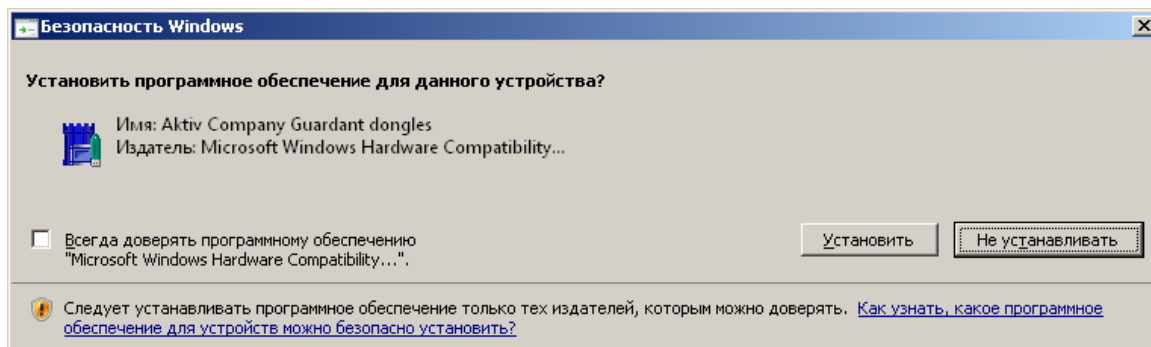 Безопасность Windows
Установить программное обеспечение для данного устройства?
Имя: Aktiv Company Guardant dongles
Издатель: Microsoft Windows Hardware Compatibility...
Всегда доверять программному обеспечению
"Microsoft Windows Hardware Compatibility...".
Установить
Не устанавливать
Следует устанавливать программное обеспечение только тех издателей, которым можно доверять. Как узнать, какое программное
обеспечение для устройств можно безопасно установить?